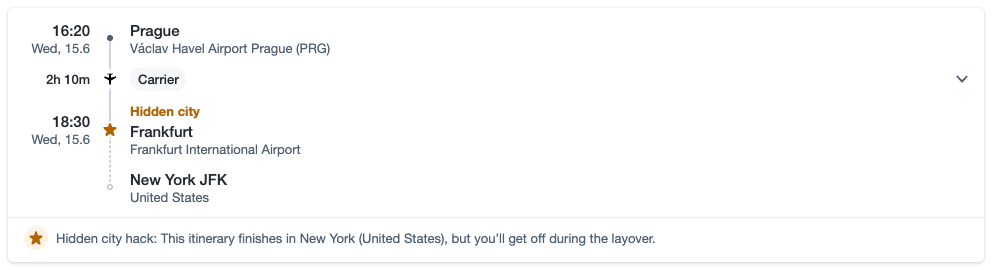 16:20
Prague
Wed, 15.6
Václav Havel Airport Prague (PRG)
2h 10m
Carrier
Hidden city
18:30
Frankfurt
Wed, 15.6
Frankfurt International Airport
New York JFK
United States
Hidden city hack: This itinerary finishes in New York (United States), but you’ll get off during the layover.